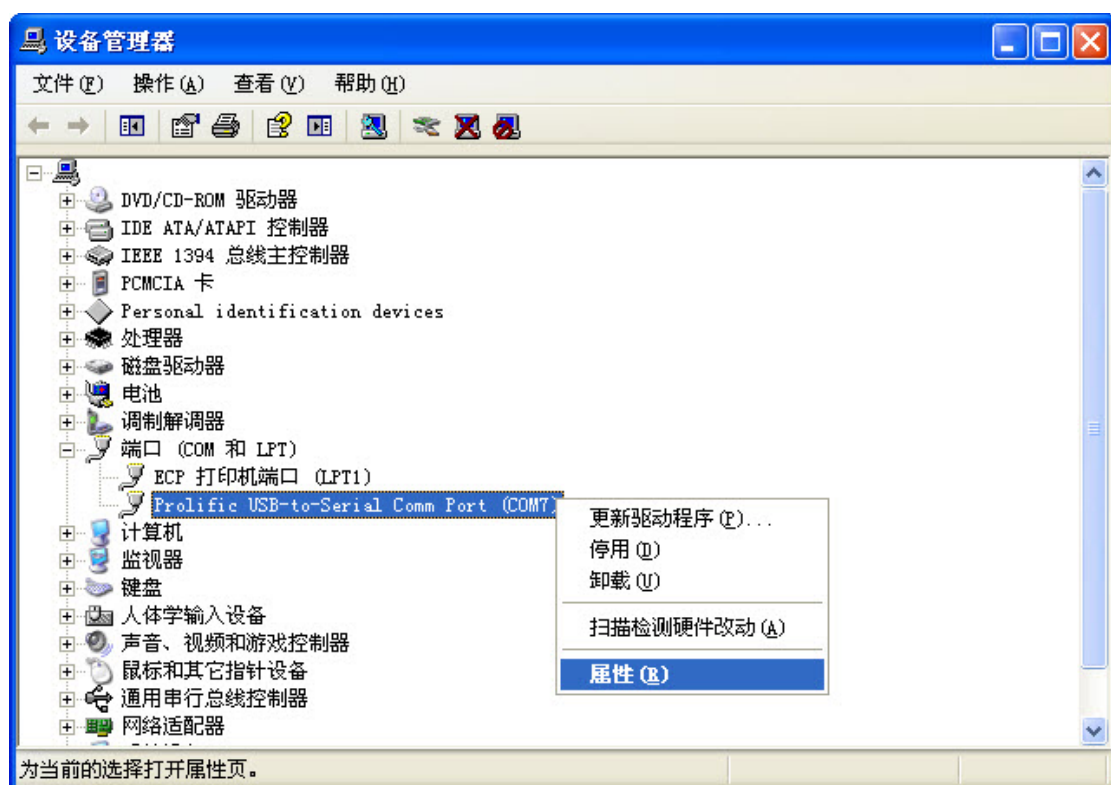 设备管理器
文件(F) 操作(A) 查看(V) 帮助(H)
DVD/CD-ROM 驱动器
IDE ATA/ATAPI 控制器
IEEE 1394 总线主控制器
PCMCIA 卡
Personal identification devices
处理器
磁盘驱动器
电池
调制解调器
端口 (COM 和 LPT)
ECP 打印机端口 (LPT1)
Prolific USB-to-Serial Comm Port (COM7)
计算机
监视器
键盘
人体学输入设备
声音、视频和游戏控制器
鼠标和其它指针设备
通用串行总线控制器
网络适配器
更新驱动程序(P)...
停用(D)
卸载(U)
扫描检测硬件改动(A)
属性(R)
为当前的选择打开属性页。